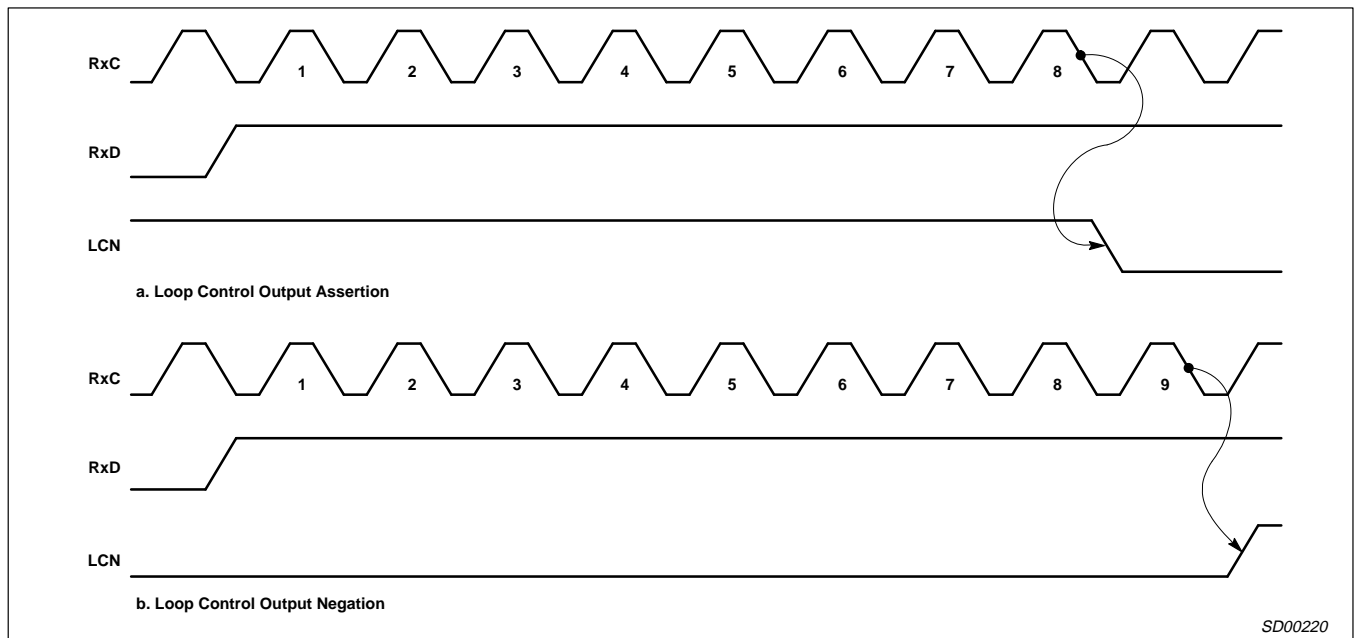 RxC
1 2 3 4 5 6 7 8
RxD
LCN
a. Loop Control Output Assertion
RxC
1 2 3 4 5 6 7 8 9
RxD
LCN
b. Loop Control Output Negation
SD00220